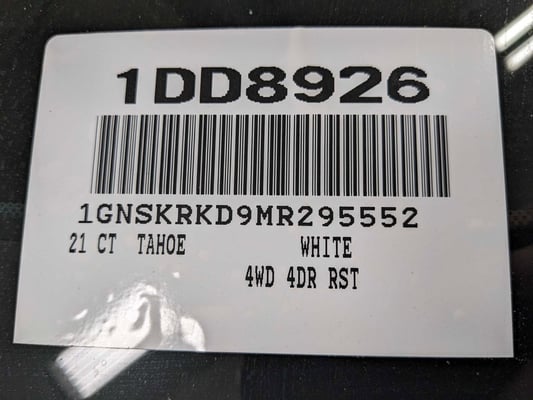 1DD8926
1GNSKRKD9MR295552
21 CT TAHOE WHITE
4WD 4DR RST